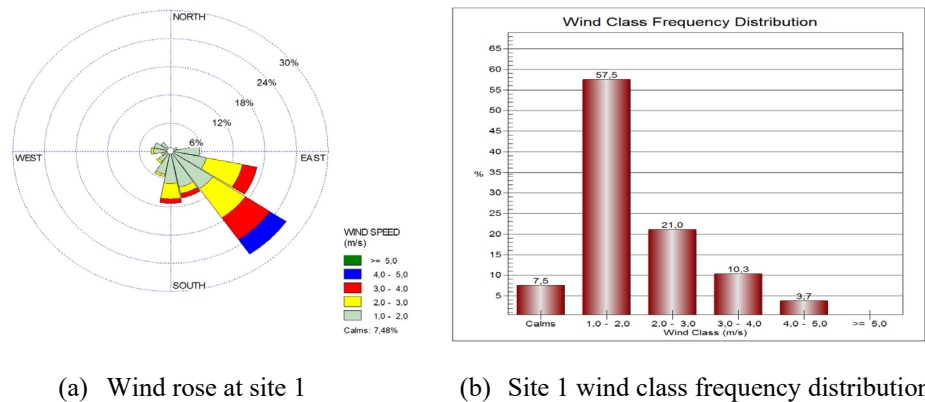 NORTH
30%
24%
18%
12%
6%
WEST
EAST
SOUTH
WIND SPEED
(m/s)
>= 5,0
4,0 - 5,0
3,0 - 4,0
2,0 - 3,0
1,0 - 2,0
Calms: 7,48%
(a) Wind rose at site 1
Wind Class Frequency Distribution
65
60
55
50
45
40
35
%
30
25
20
15
10
5
7,5
57,5
21,0
10,3
3,7
Calms
1,0 - 2,0
2,0 - 3,0
3,0 - 4,0
4,0 - 5,0
>= 5,0
Wind Class (m/s)
(b) Site 1 wind class frequency distribution